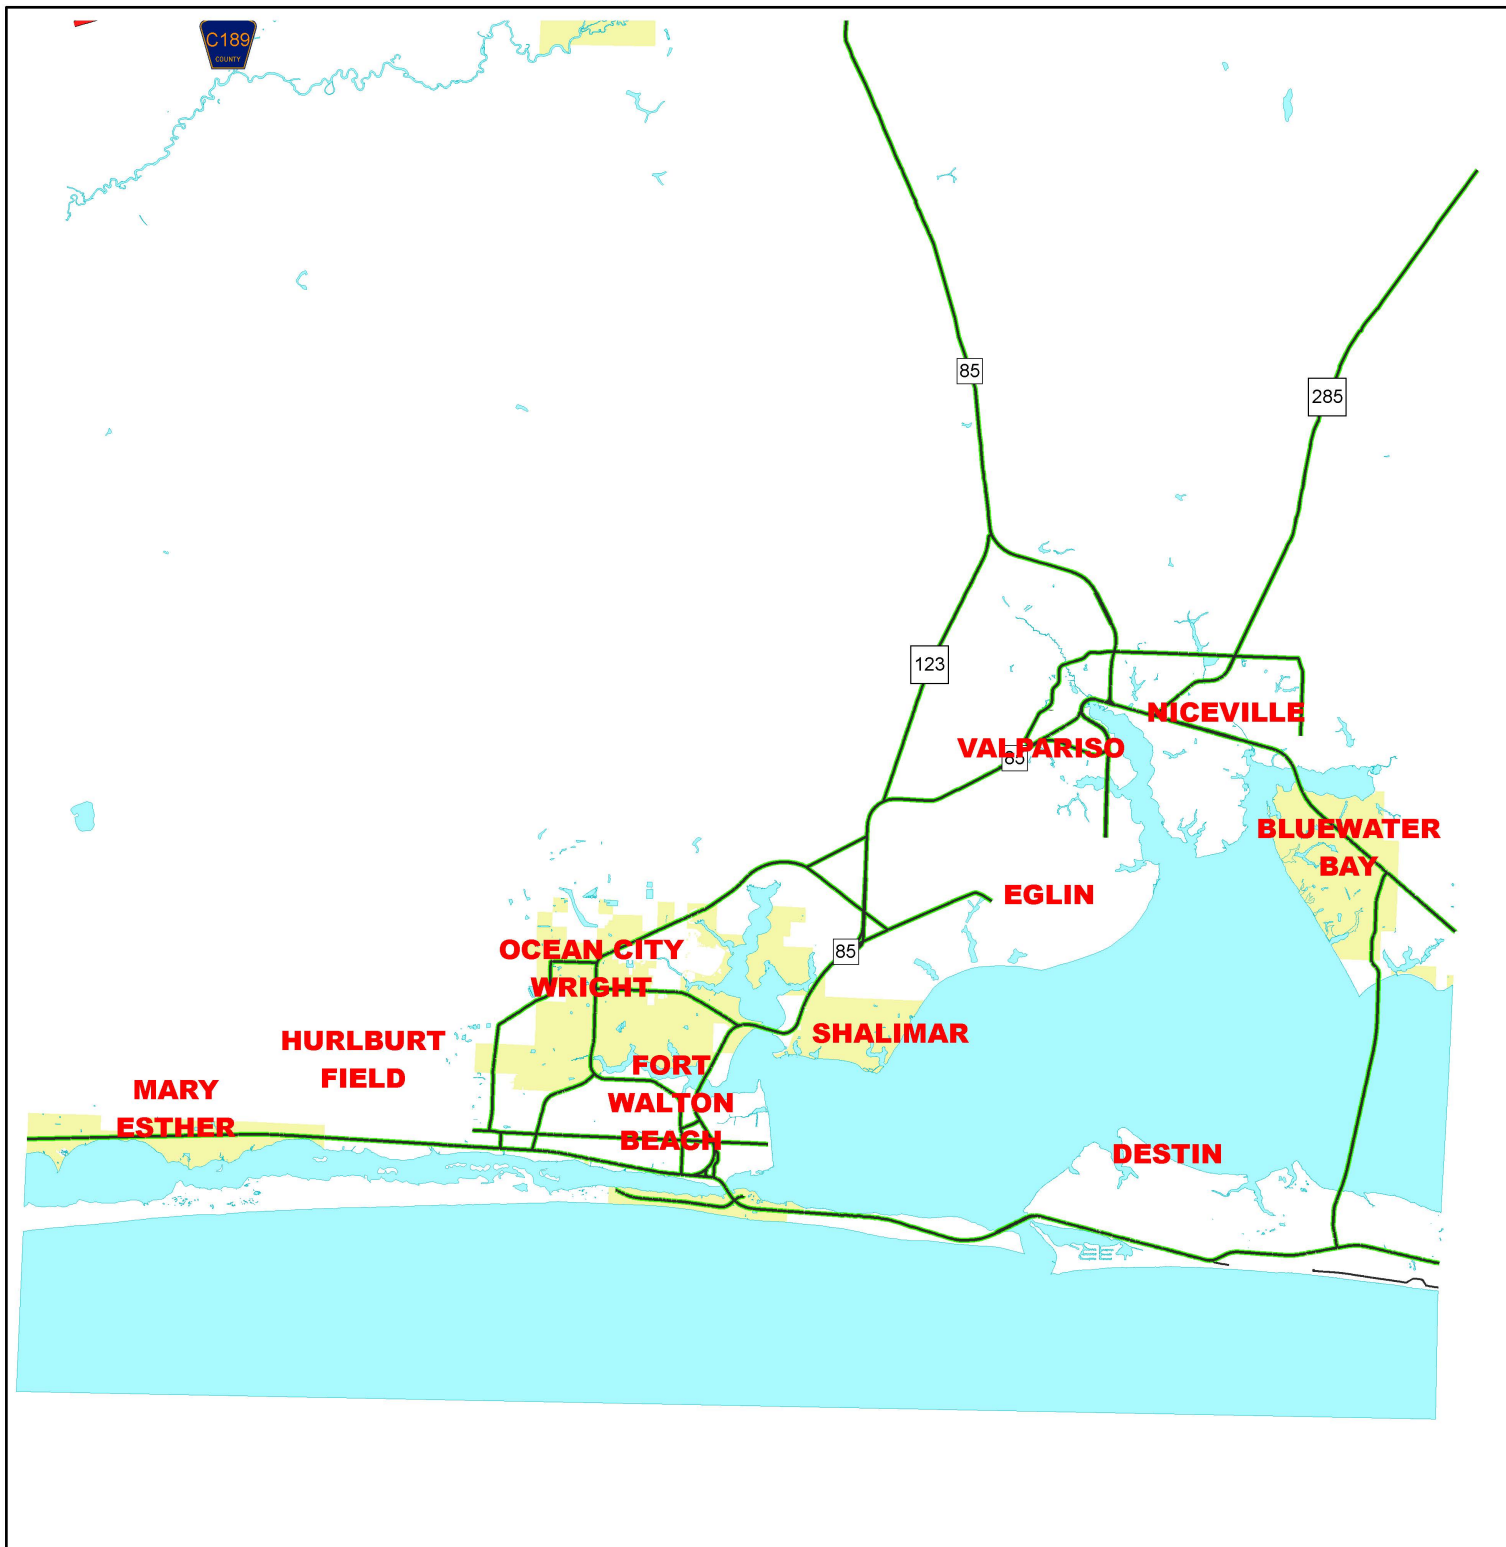 C189
COUNTY
85
285
123
NICEVILLE
VALPARISO
85
BLUEWATER
BAY
EGLIN
OCEAN CITY
WRIGHT
85
SHALIMAR
HURLBURT
FIELD
FORT
WALTON
BEACH
MARY
ESTHER
DESTIN